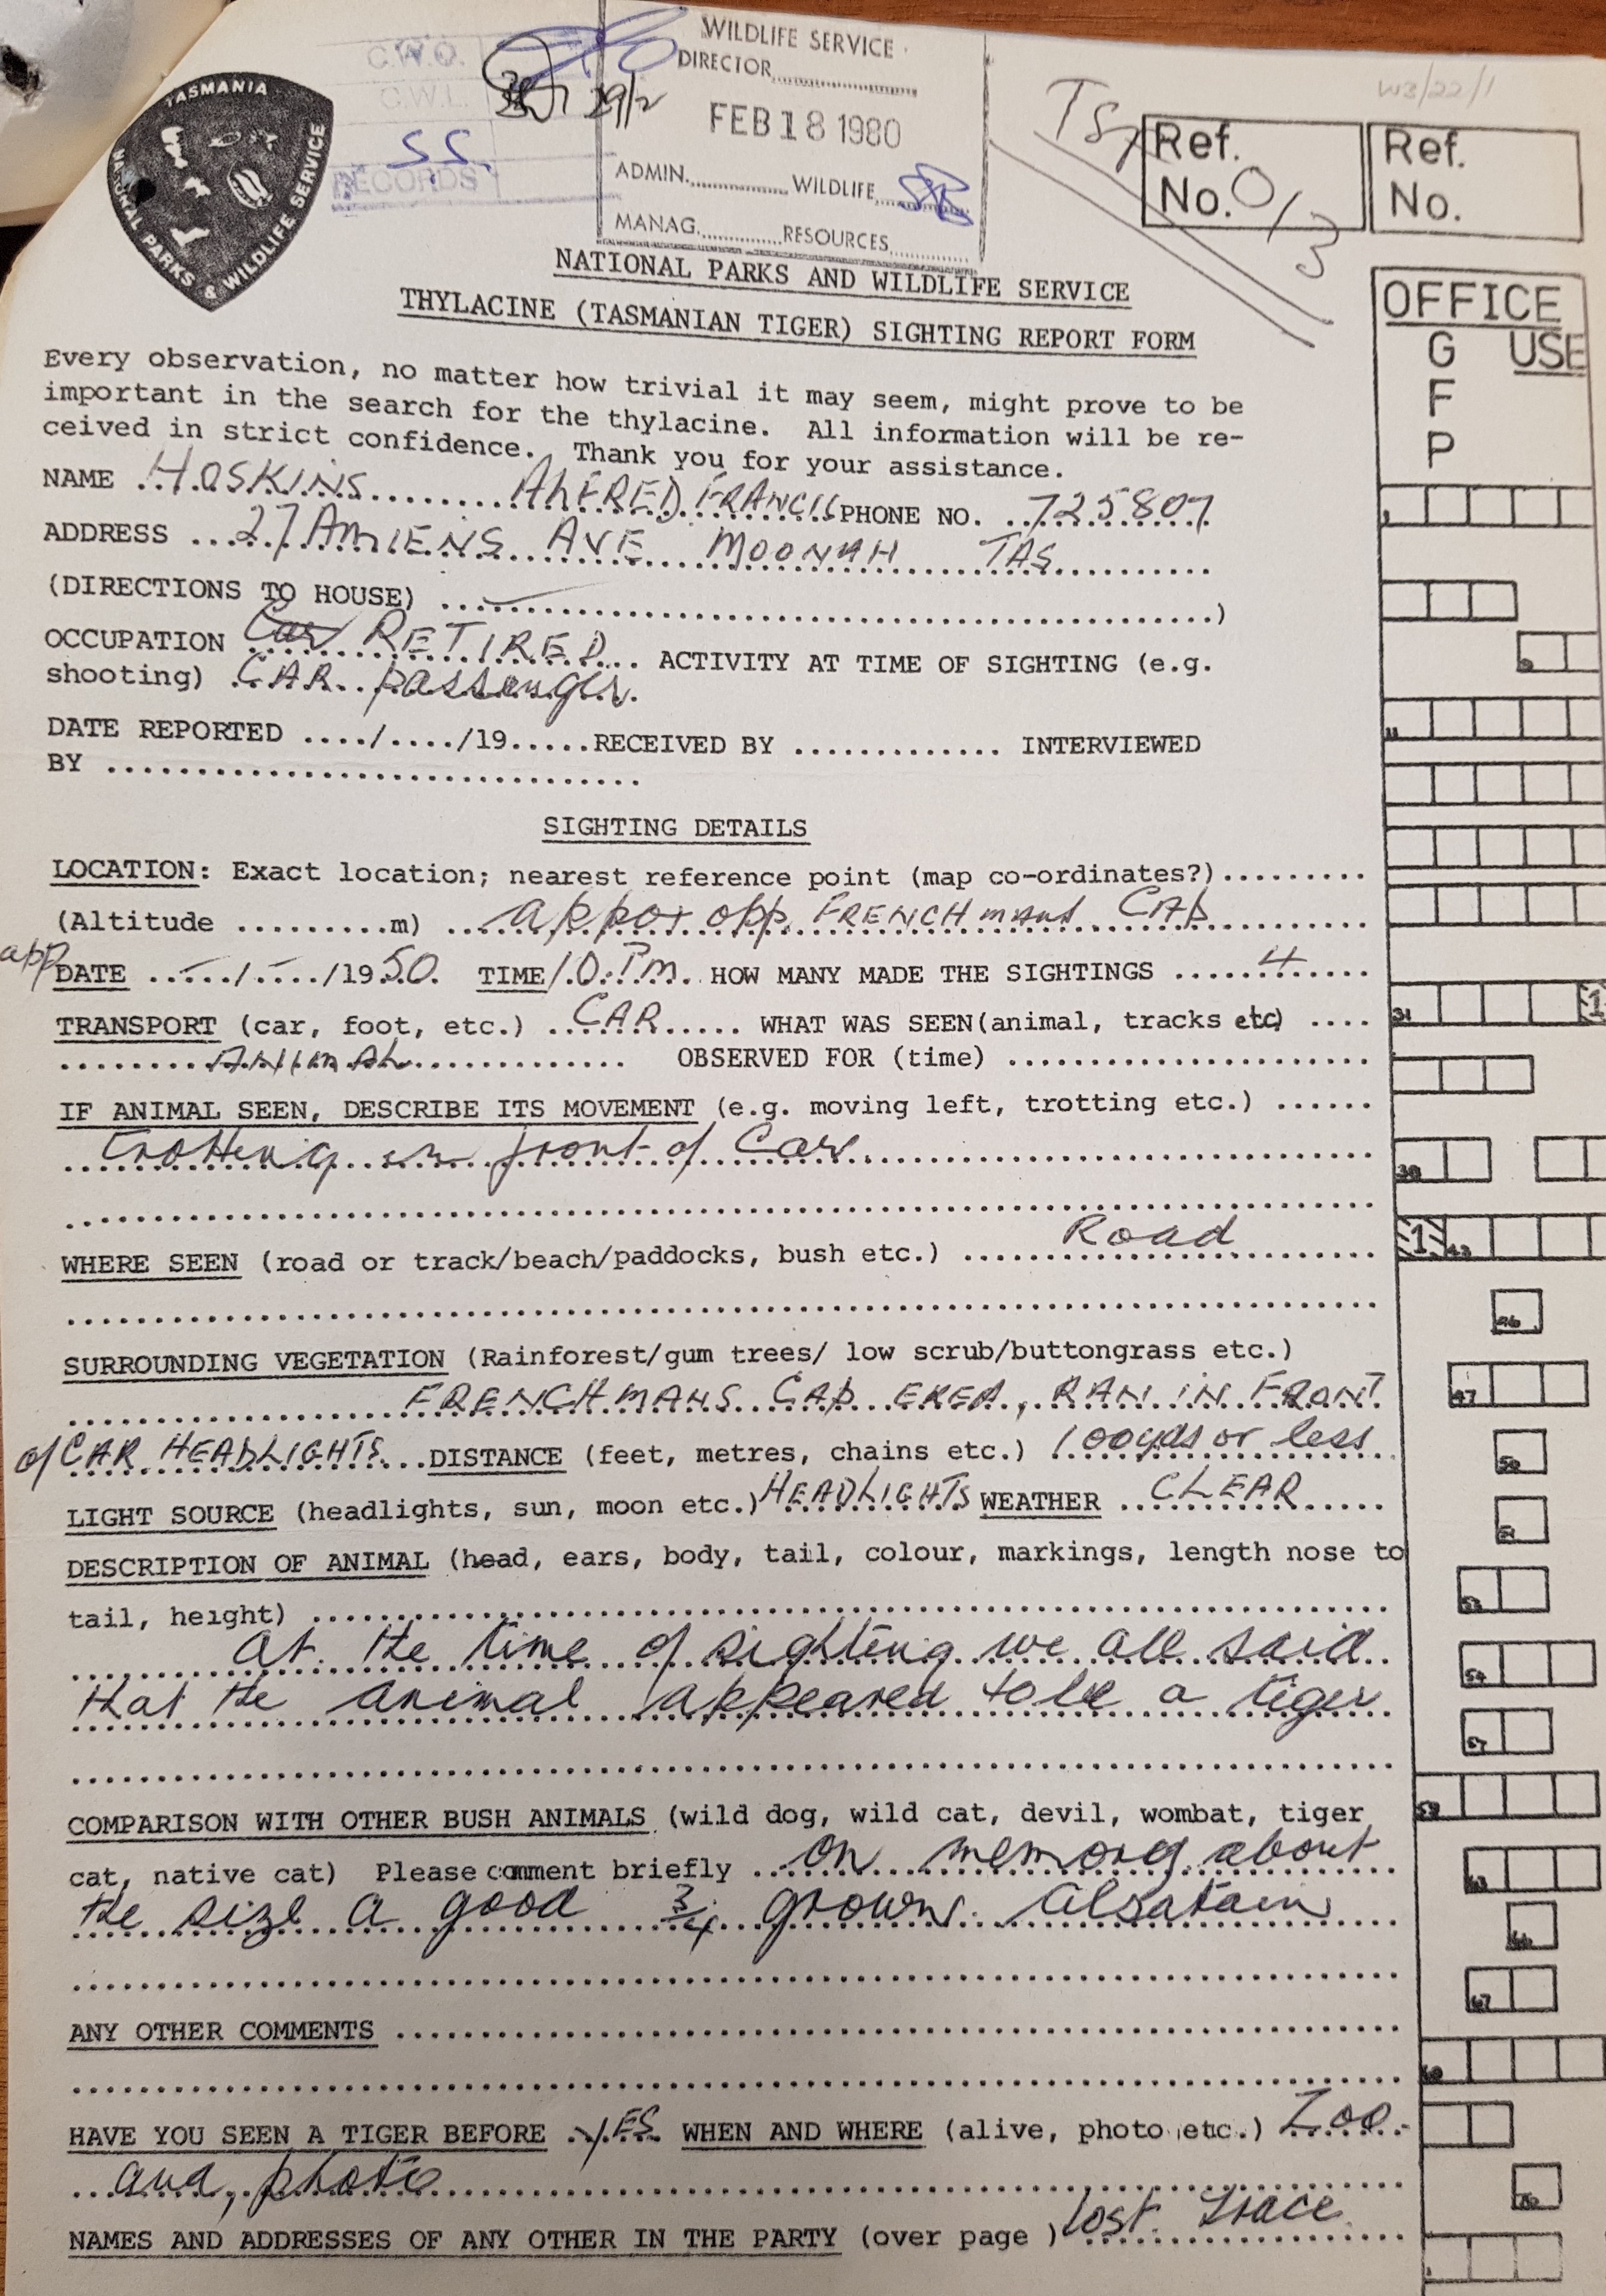 TASMANIA
NATIONAL PARKS & WILDLIFE SERVICE
C.W.O.
C.W.L.
S.S.
RECORDS
29/2
WILDLIFE SERVICE
DIRECTOR
FEB 18 1980
ADMIN. WILDLIFE
MANAG. RESOURCES
W3/22/1
Ref. No. 0/3
Ref. No.
NATIONAL PARKS AND WILDLIFE SERVICE
THYLACINE (TASMANIAN TIGER) SIGHTING REPORT FORM
OFFICE
G USE
F
P
Every observation, no matter how trivial it may seem, might prove to be
important in the search for the thylacine. All information will be re-
ceived in strict confidence. Thank you for your assistance.
NAME HOSKINS ALFRED FRANCIS PHONE NO. 725807
ADDRESS 27 AMIENS AVE MOONAH TAS
(DIRECTIONS TO HOUSE) )
OCCUPATION Car RETIRED ACTIVITY AT TIME OF SIGHTING (e.g.
shooting) CAR passenger.
DATE REPORTED ..../..../19.....RECEIVED BY ............. INTERVIEWED
BY
SIGHTING DETAILS
LOCATION: Exact location; nearest reference point (map co-ordinates?)
(Altitude .........m) appox opp FRENCHmans CAP
app DATE - / - /1950. TIME 10.Pm. HOW MANY MADE THE SIGHTINGS 4
TRANSPORT (car, foot, etc.) CAR WHAT WAS SEEN(animal, tracks etc)
ANIMAL OBSERVED FOR (time)
IF ANIMAL SEEN, DESCRIBE ITS MOVEMENT (e.g. moving left, trotting etc.)
trotting in front of Car
WHERE SEEN (road or track/beach/paddocks, bush etc.) Road
SURROUNDING VEGETATION (Rainforest/gum trees/ low scrub/buttongrass etc.)
FRENCHMANS CAP EREA, RAN IN FRONT
of CAR HEADLIGHTS DISTANCE (feet, metres, chains etc.) 100yds or less
LIGHT SOURCE (headlights, sun, moon etc.) HEADLIGHTS WEATHER CLEAR
DESCRIPTION OF ANIMAL (head, ears, body, tail, colour, markings, length nose to
tail, height)
at the time of sighting we all said
that the animal appeared to be a tiger
COMPARISON WITH OTHER BUSH ANIMALS (wild dog, wild cat, devil, wombat, tiger
cat, native cat) Please comment briefly on memory about
the size a good 3/4 grown alsatain
ANY OTHER COMMENTS
HAVE YOU SEEN A TIGER BEFORE YES WHEN AND WHERE (alive, photo etc.) Zoo
and, photo
NAMES AND ADDRESSES OF ANY OTHER IN THE PARTY (over page ) lost trace